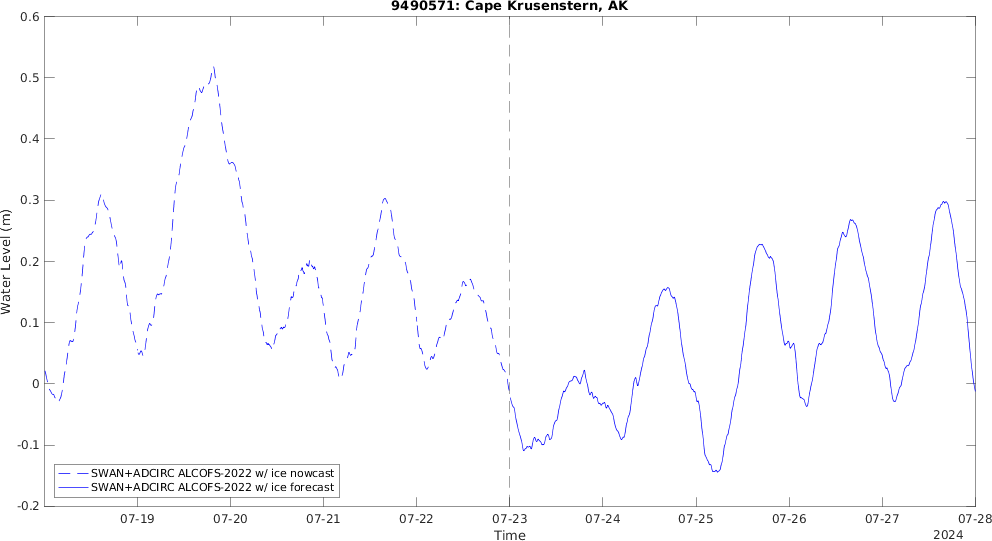 9490571: Cape Krusenstern, AK
0.6
0.5
0.4
0.3
0.2
0.1
0
-0.1
-0.2
Water Level (m)
SWAN+ADCIRC ALCOFS-2022 w/ ice nowcast
SWAN+ADCIRC ALCOFS-2022 w/ ice forecast
07-19 07-20 07-21 07-22 07-23 07-24 07-25 07-26 07-27 07-28
Time
2024